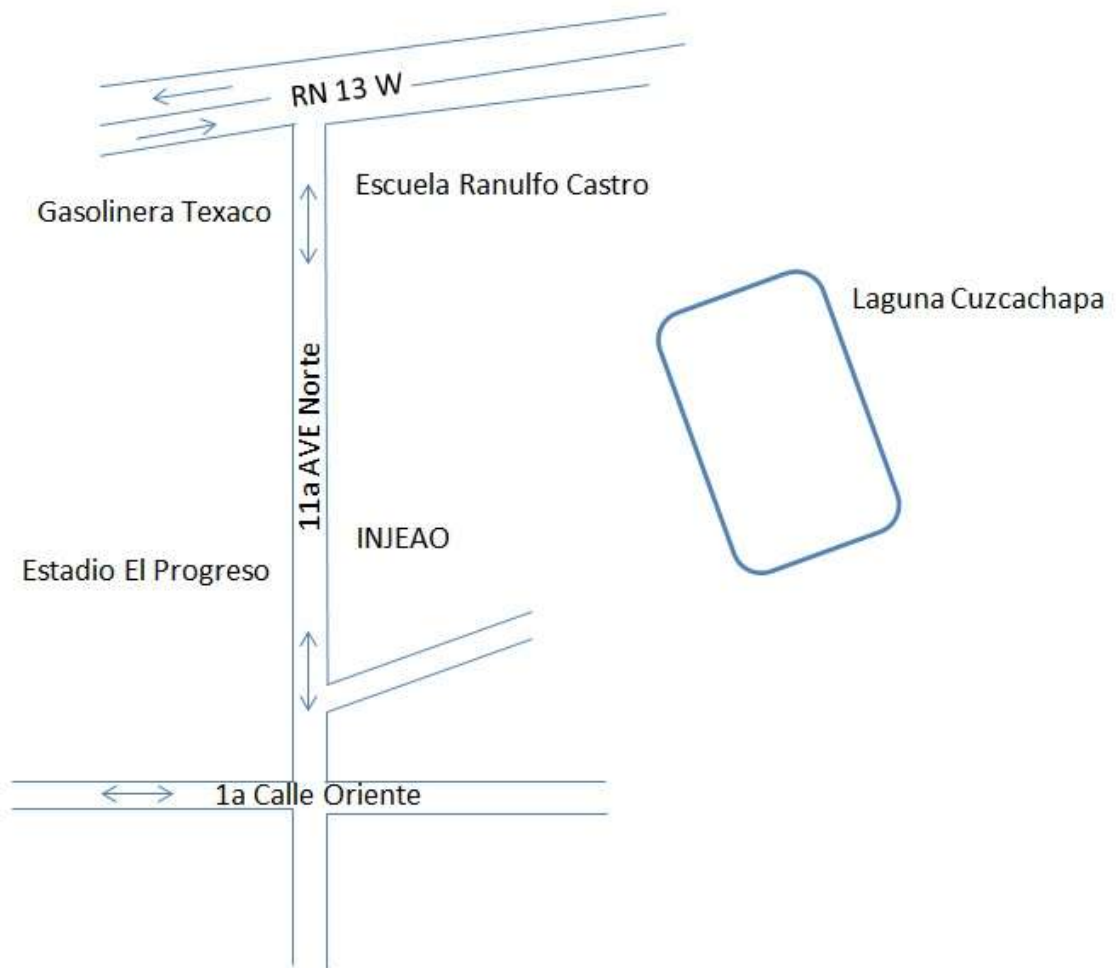 RN 13 W
Escuela Ranulfo Castro
Gasolinera Texaco
Laguna Cuzcachapa
11a AVE Norte
INJEAO
Estadio El Progreso
1a Calle Oriente